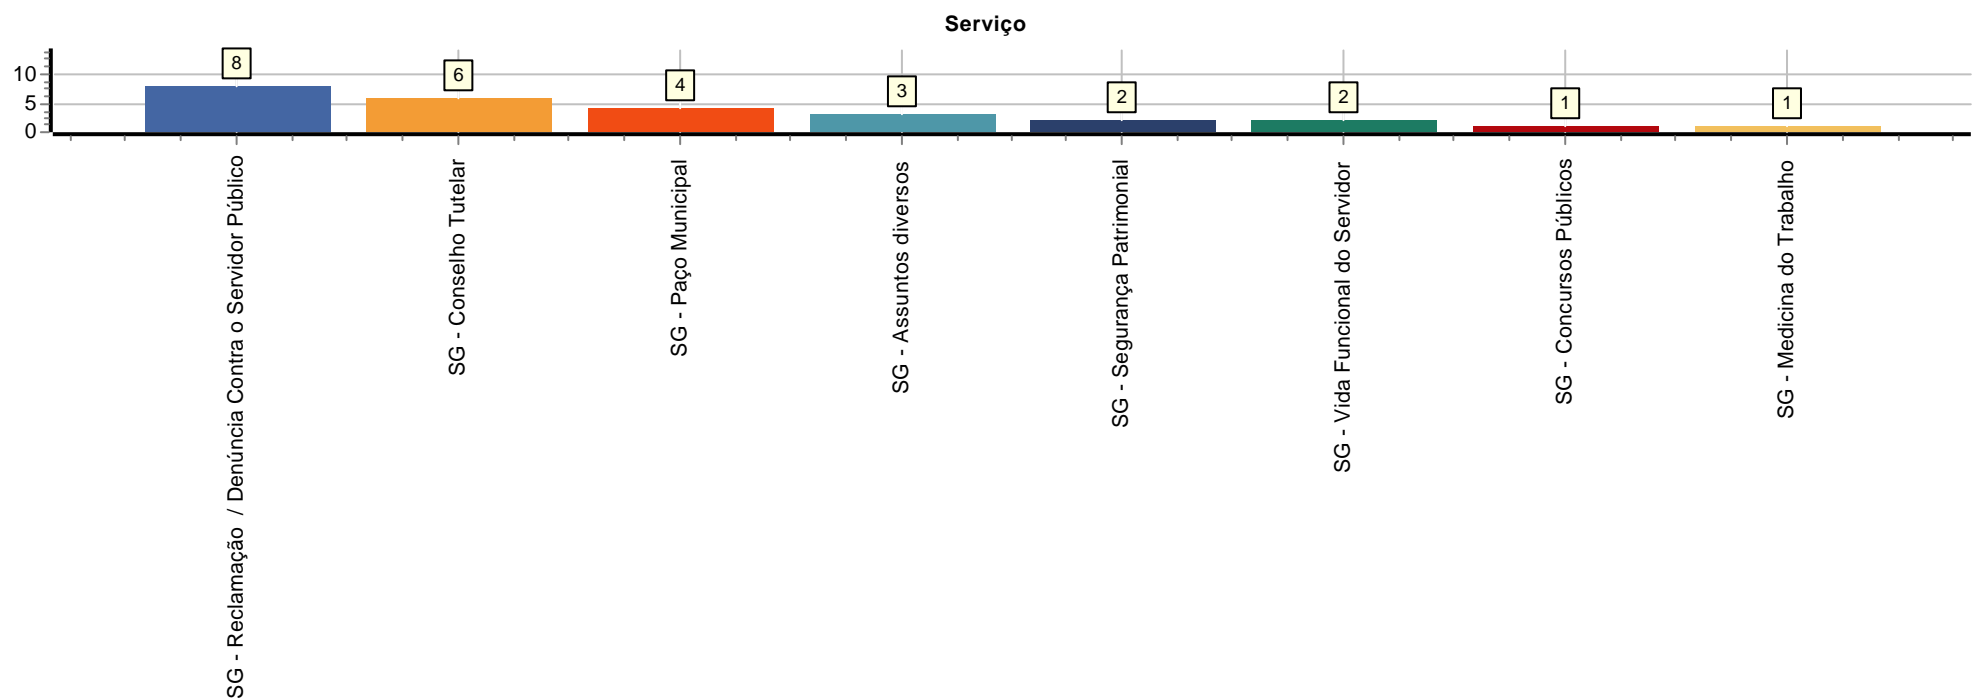 Serviço
10
5
0
8
6
4
3
2
2
1
1
SG - Reclamação / Denúncia Contra o Servidor Público
SG - Conselho Tutelar
SG - Paço Municipal
SG - Assuntos diversos
SG - Segurança Patrimonial
SG - Vida Funcional do Servidor
SG - Concursos Públicos
SG - Medicina do Trabalho